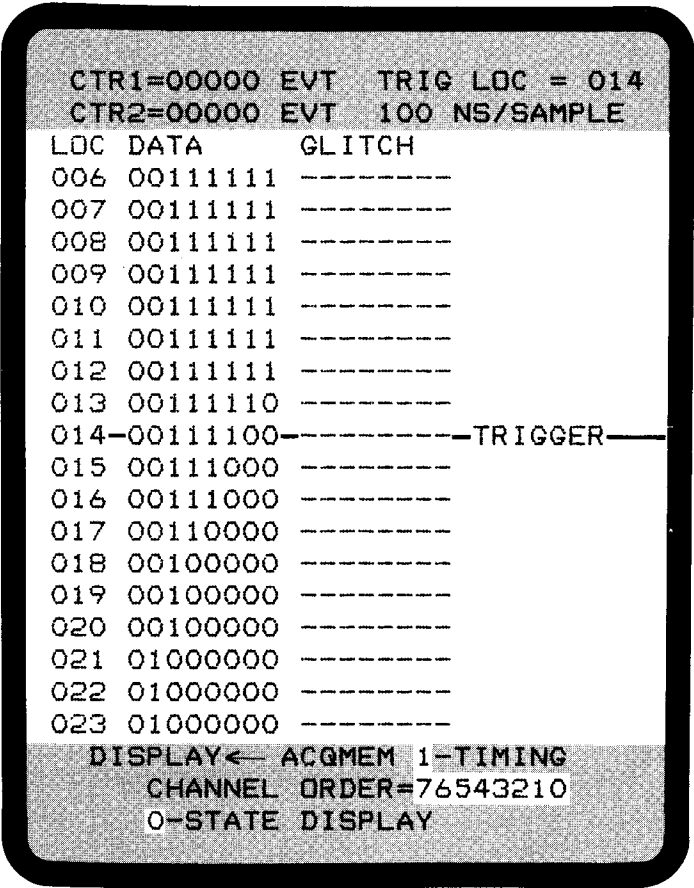 CTR1=00000 EVT TRIG LOC = 014
CTR2=00000 EVT 100 NS/SAMPLE
LOC DATA GLITCH
006 00111111 --------
007 00111111 --------
008 00111111 --------
009 00111111 --------
010 00111111 --------
011 00111111 --------
012 00111111 --------
013 00111110 --------
014-00111100----------TRIGGER——
015 00111000 --------
016 00111000 --------
017 00110000 --------
018 00100000 --------
019 00100000 --------
020 00100000 --------
021 01000000 --------
022 01000000 --------
023 01000000 --------
DISPLAY← ACQMEM 1-TIMING
CHANNEL ORDER=76543210
0-STATE DISPLAY